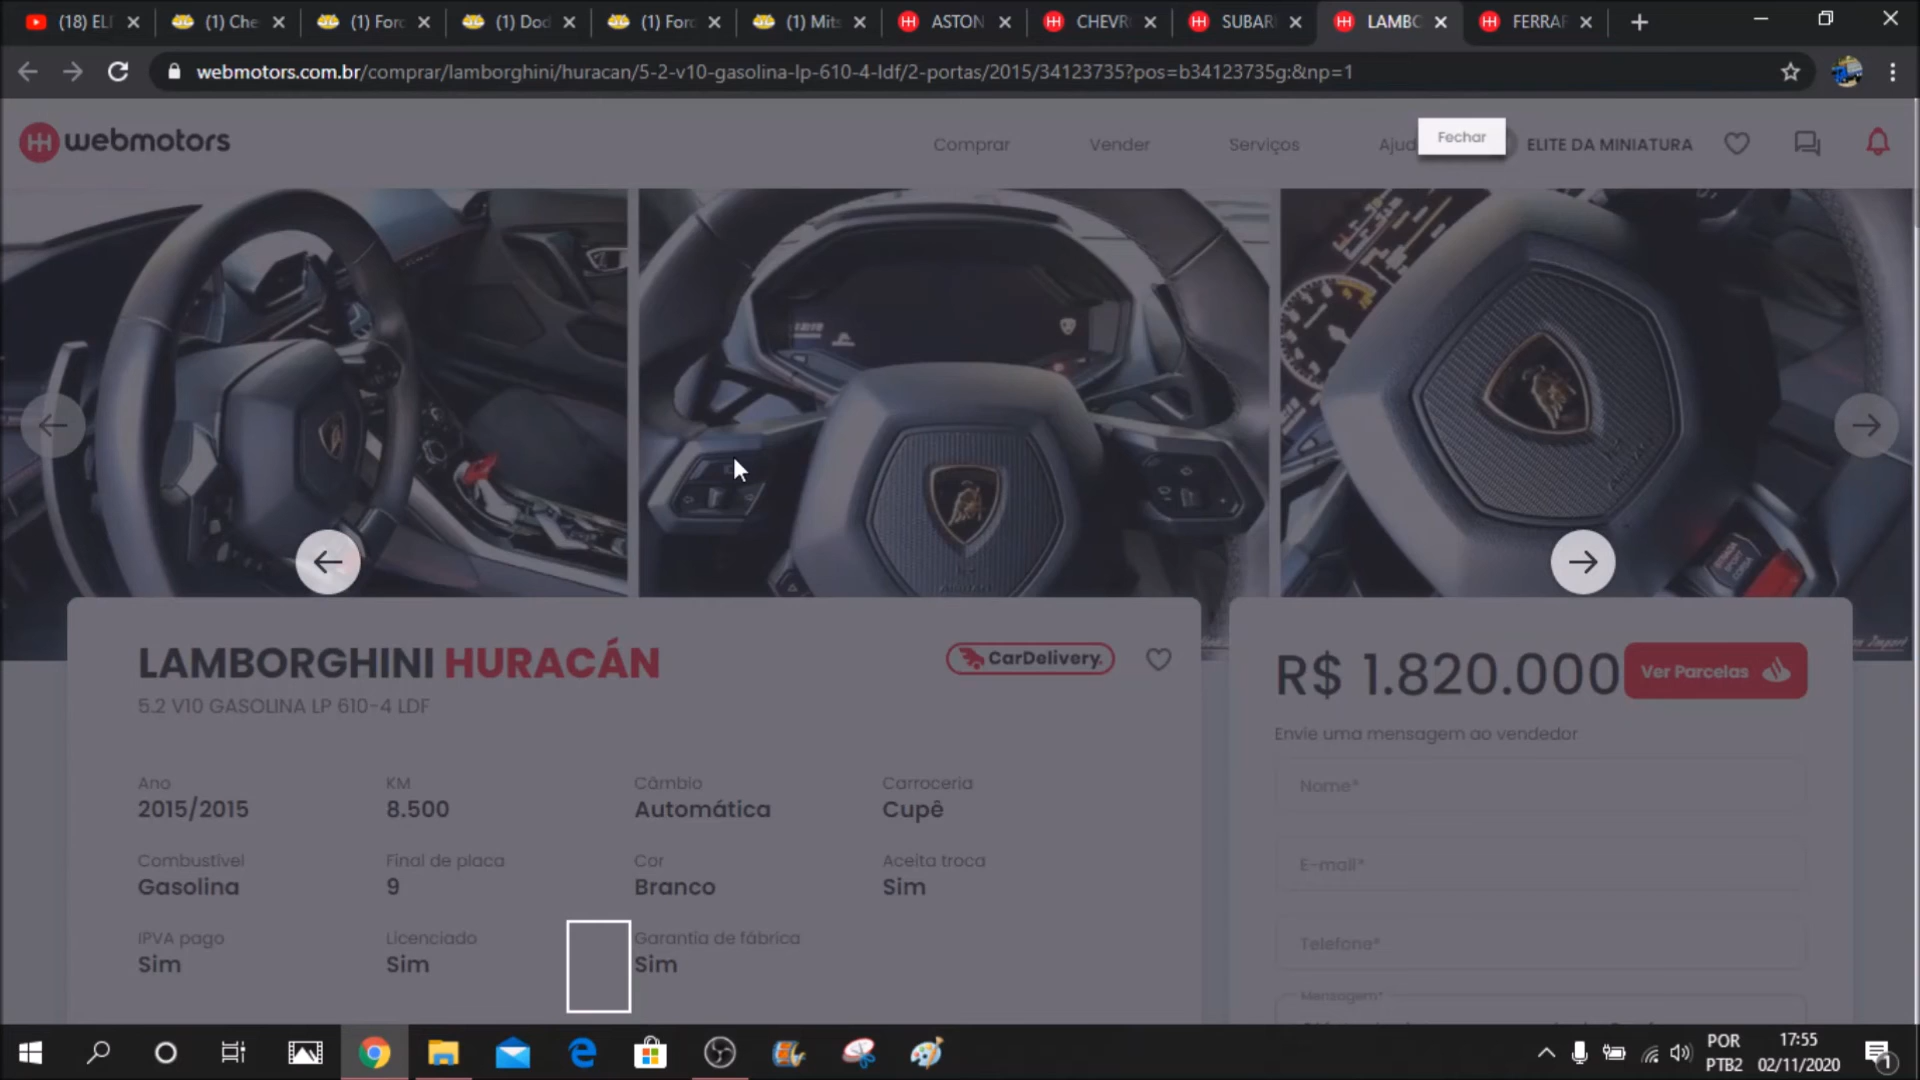 (18) ELI
(1) Che
(1) Ford
(1) Dod
(1) Ford
(1) Mits
ASTON
CHEVR
SUBAR
LAMBO
FERRAR
webmotors.com.br/comprar/lamborghini/huracan/5-2-v10-gasolina-lp-610-4-ldf/2-portas/2015/34123735?pos=b34123735g:&np=1
webmotors
Comprar
Vender
Serviços
Ajud
Fechar
ELITE DA MINIATURA
LAMBORGHINI HURACÁN
CarDelivery.
5.2 V10 GASOLINA LP 610-4 LDF
R$ 1.820.000
Ver Parcelas
Envie uma mensagem ao vendedor
Ano
KM
Câmbio
Carroceria
2015/2015
8.500
Automática
Cupê
Nome*
Combustível
Final de placa
Cor
Aceita troca
Gasolina
9
Branco
Sim
E-mail*
IPVA pago
Licenciado
Garantia de fábrica
Sim
Sim
Sim
Telefone*
Mensagem*
POR
PTB2
17:55
02/11/2020
1